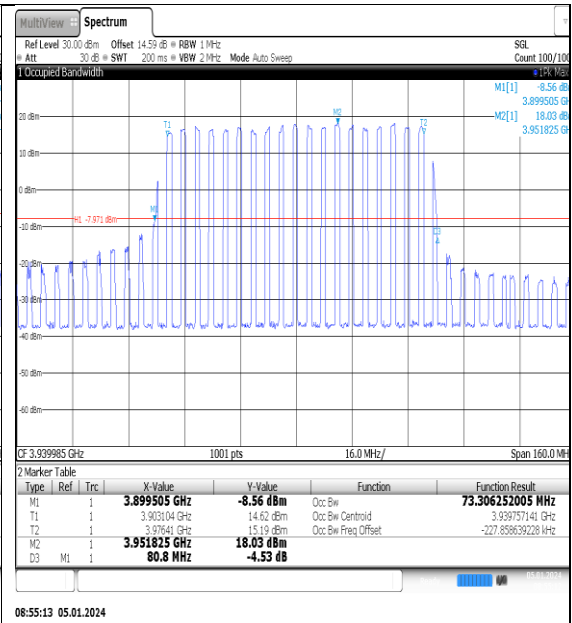 MultiView Spectrum
Ref Level 30.00 dBm Offset 14.59 dB RBW 1 MHz SGL
Att 30 dB SWT 200 ms VBW 2 MHz Mode Auto Sweep Count 100/100
1 Occupied Bandwidth 1Pk Max
M1[1] -8.56 dB
3.899505 GH
M2[1] 18.03 dB
3.951825 GH
20 dBm
T1 M2 T2
10 dBm
0 dBm
M1
H1 -7.971 dBm
-10 dBm
D3
-20 dBm
-30 dBm
-40 dBm
-50 dBm
-60 dBm
CF 3.939985 GHz 1001 pts 16.0 MHz/ Span 160.0 MH
2 Marker Table
Type Ref Trc X-Value Y-Value Function Function Result
M1 1 3.899505 GHz -8.56 dBm Occ Bw 73.306252005 MHz
T1 1 3.903104 GHz 14.62 dBm Occ Bw Centroid 3.939757141 GHz
T2 1 3.97641 GHz 15.19 dBm Occ Bw Freq Offset -227.858639228 kHz
M2 1 3.951825 GHz 18.03 dBm
D3 M1 1 80.8 MHz -4.53 dB
05.01.2024
08:55:13 05.01.2024